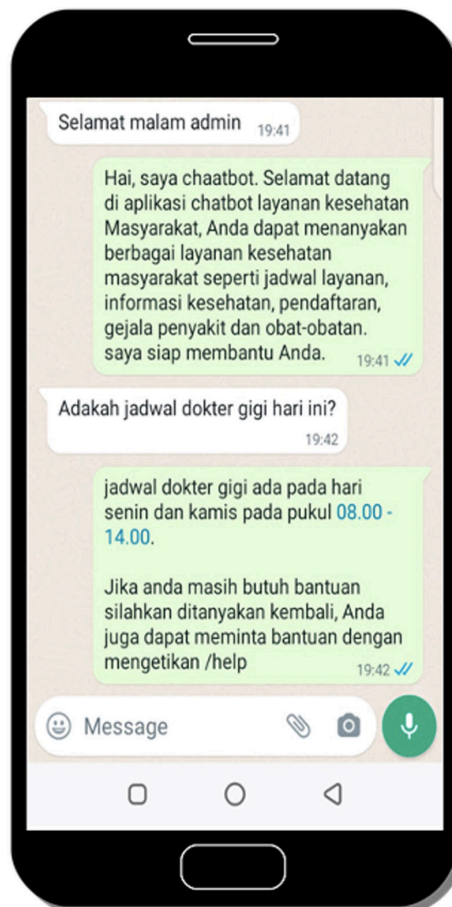 Selamat malam admin 19:41
Hai, saya chaatbot. Selamat datang
di aplikasi chatbot layanan kesehatan
Masyarakat, Anda dapat menanyakan
berbagai layanan kesehatan
masyarakat seperti jadwal layanan,
informasi kesehatan, pendaftaran,
gejala penyakit dan obat-obatan.
saya siap membantu Anda. 19:41
Adakah jadwal dokter gigi hari ini?
19:42
jadwal dokter gigi ada pada hari
senin dan kamis pada pukul 08.00 -
14.00.
Jika anda masih butuh bantuan
silahkan ditanyakan kembali, Anda
juga dapat meminta bantuan dengan
mengetikan /help 19:42
Message